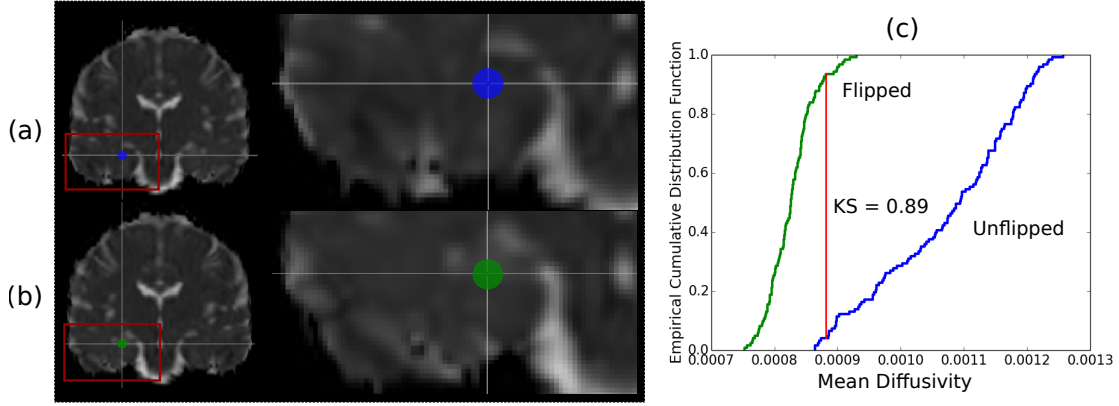 (a)
(b)
(c)
Empirical Cumulative Distribution Function
1.0
0.8
0.6
0.4
0.2
0.0
Flipped
KS = 0.89
Unflipped
0.0007
0.0008
0.0009
0.0010
0.0011
0.0012
0.0013
Mean Diffusivity